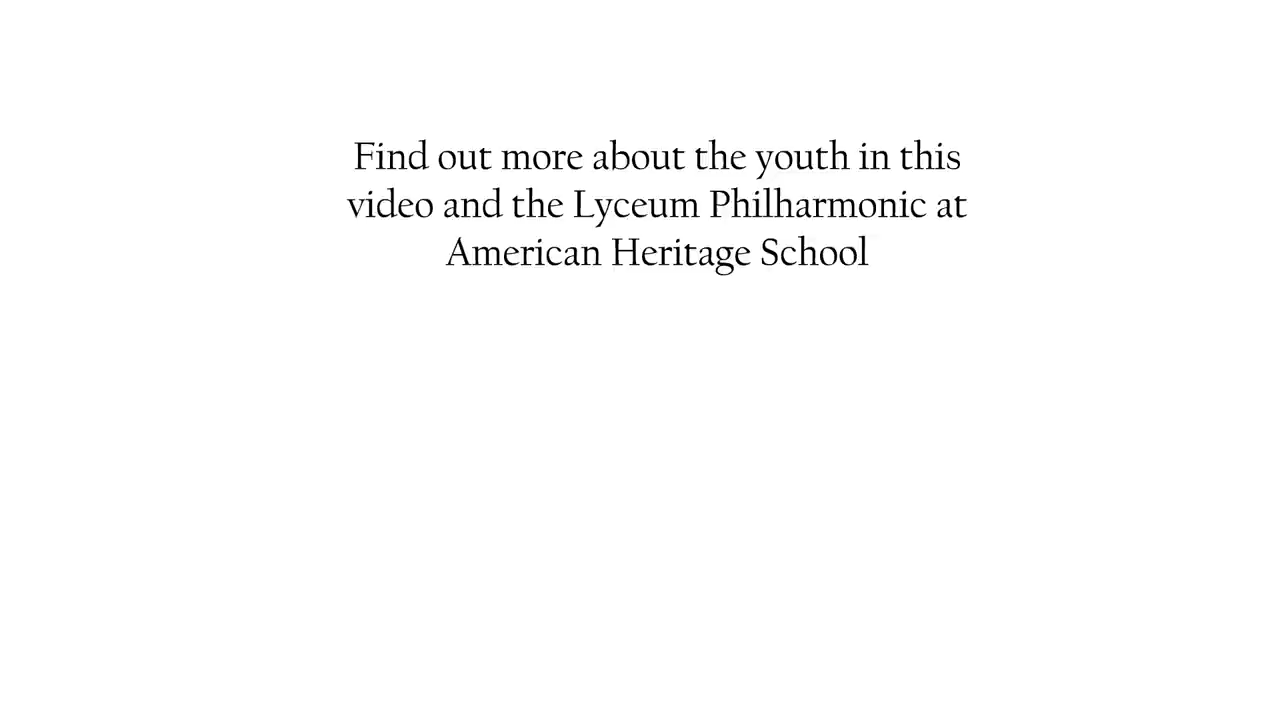 Find out more about the youth in this
video and the Lyceum Philharmonic at
American Heritage School